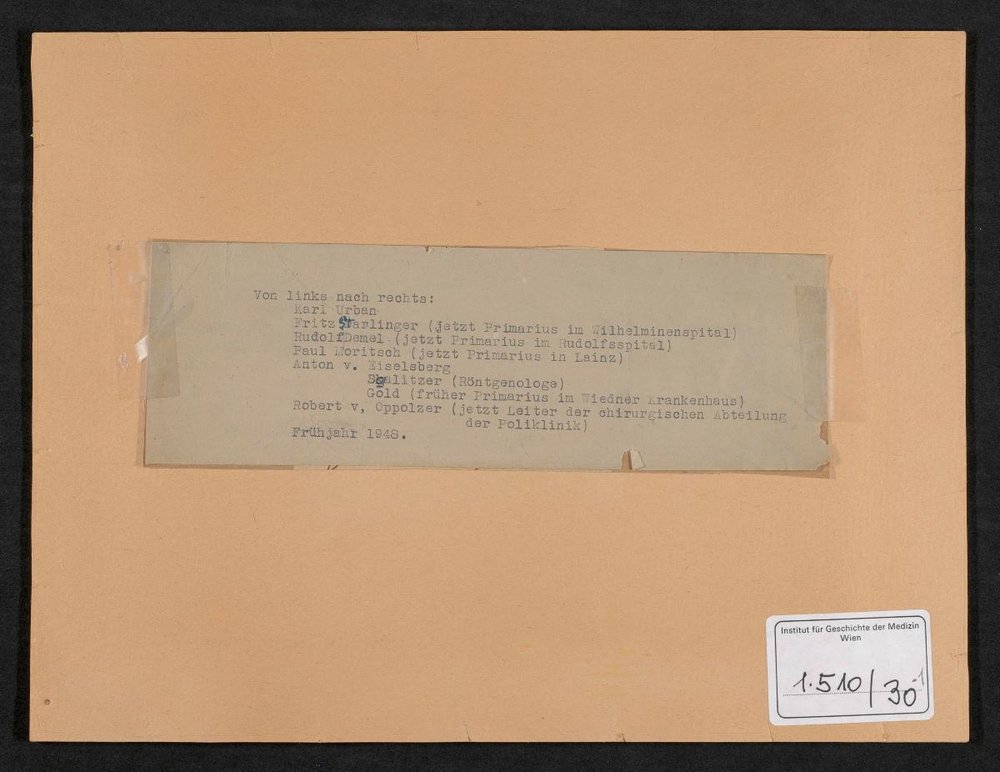 Von links nach rechts:
Karl Urban
Fritz Starlinger (jetzt Primarius im Wilhelminenspital)
Rudolf Demel (jetzt Primarius im Rudolfsspital)
Paul Moritsch (jetzt Primarius in Lainz)
Anton v. Eiselsberg
Sgalitzer (Röntgenologe)
Gold (früher Primarius im Wiedner Krankenhaus)
Robert v, Oppolzer (jetzt Leiter der chirurgischen Abteilung
der Poliklinik)
Frühjahr 1948.
Institut für Geschichte der Medizin
Wien
1.510/30-1